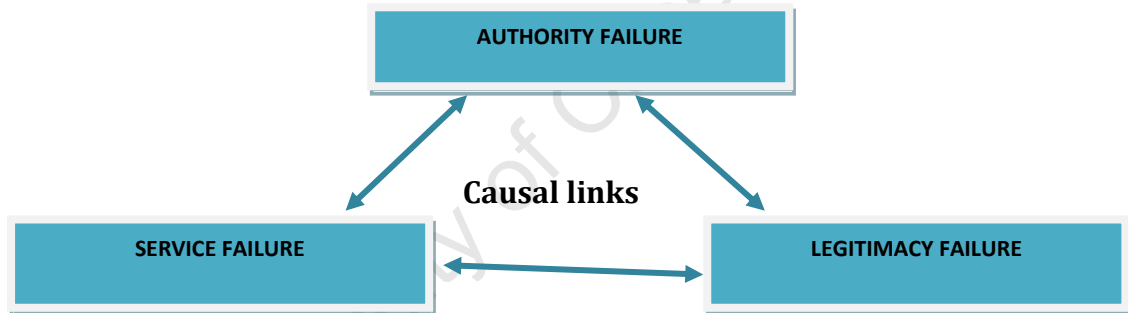 AUTHORITY FAILURE
Causal links
SERVICE FAILURE
LEGITIMACY FAILURE